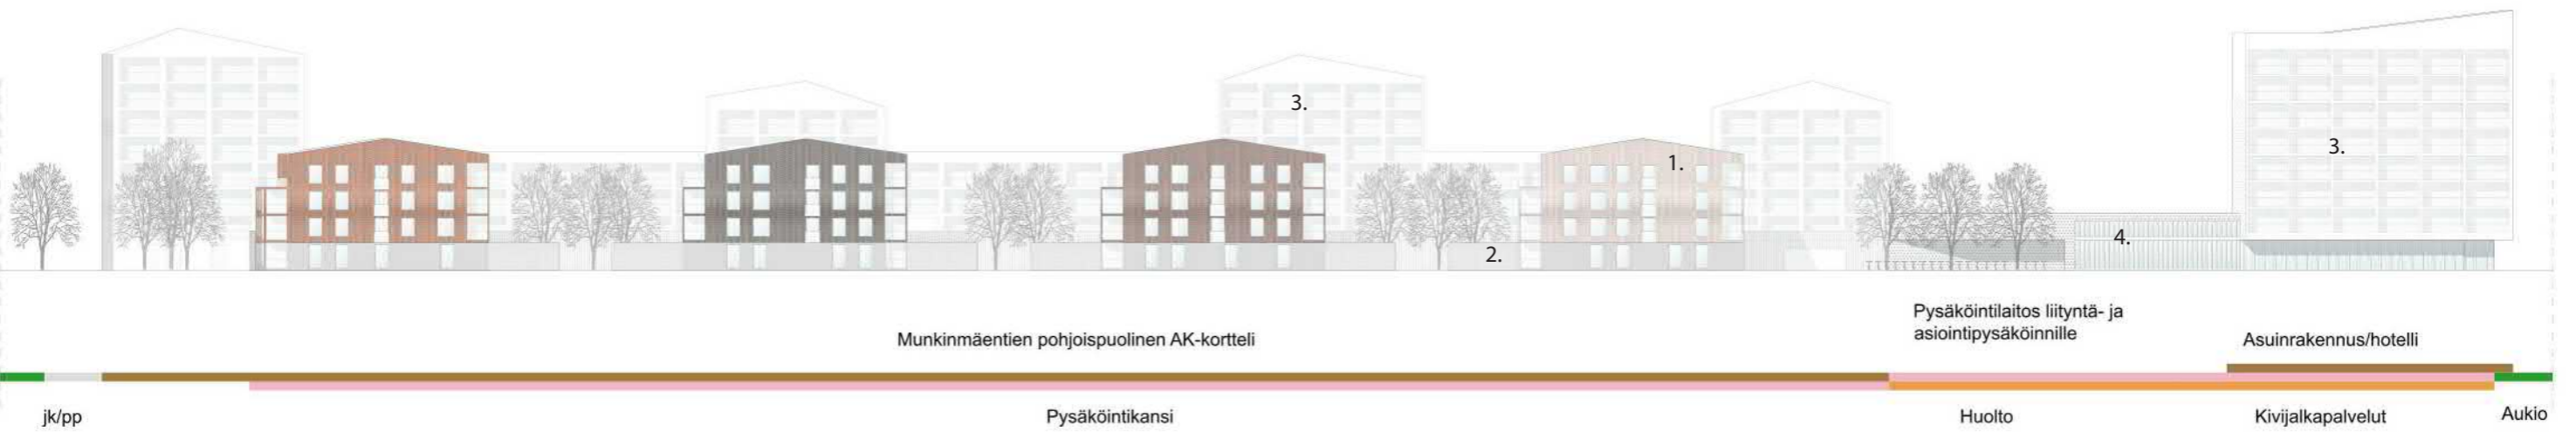 3.
1.
3.
4.
2.
Munkinmäentien pohjoispuolinen AK-kortteli
Pysäköintilaitos liityntä- ja
asiointipysäköinnille
Asuinrakennus/hotelli
jk/pp
Pysäköintikansi
Huolto
Kivijalkapalvelut
Aukio